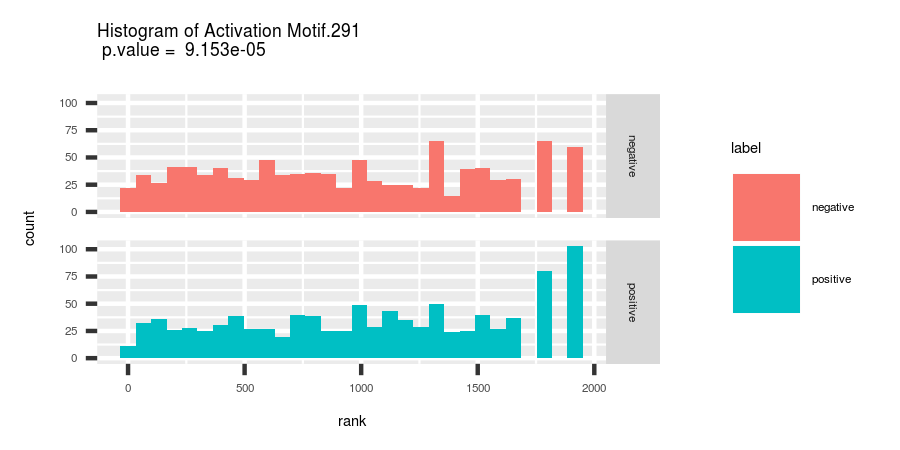 Histogram of Activation Motif.291
p.value = 9.153e-05
count
100
75
50
25
0
negative
100
75
50
25
0
positive
0 500 1000 1500 2000
rank
label
negative
positive